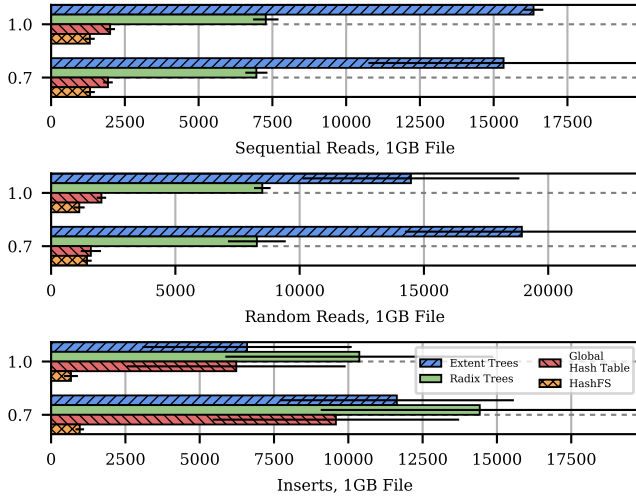 1.0
0.7
0 2500 5000 7500 10000 12500 15000 17500
Sequential Reads, 1GB File
1.0
0.7
0 5000 10000 15000 20000
Random Reads, 1GB File
1.0
0.7
Extent Trees
Radix Trees
Global
Hash Table
HashFS
0 2500 5000 7500 10000 12500 15000 17500
Inserts, 1GB File